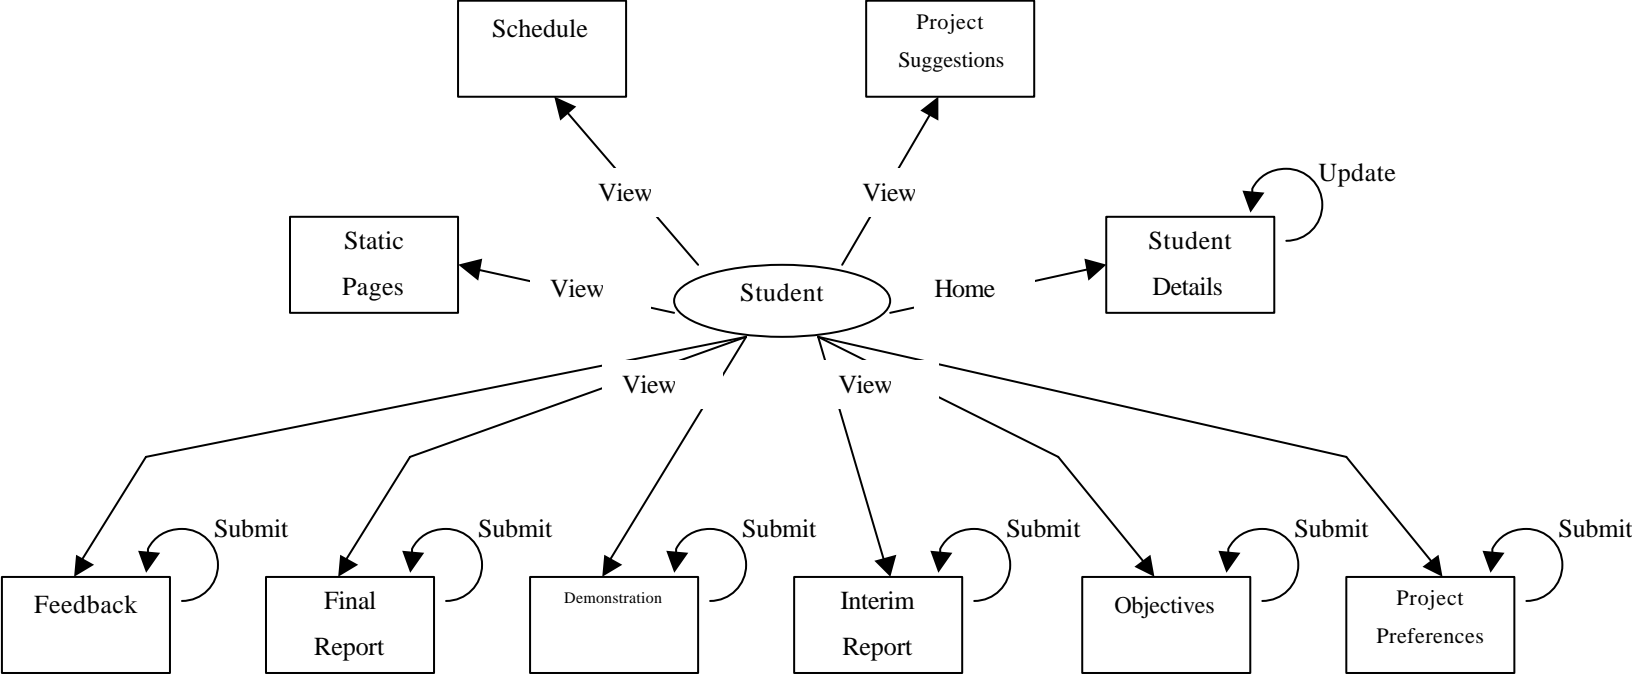 Schedule
Project
Suggestions
View
View
Update
Static
Pages
View
Student
Home
Student
Details
View
View
Submit
Submit
Submit
Submit
Submit
Submit
Feedback
Final
Report
Demonstration
Interim
Report
Objectives
Project
Preferences